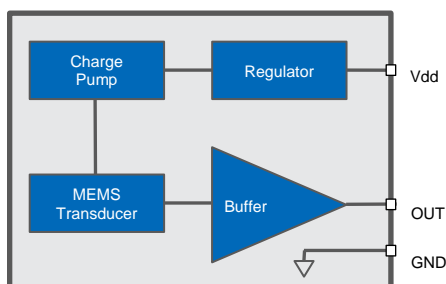 Charge
Pump
Regulator
Vdd
MEMS
Transducer
Buffer
OUT
GND